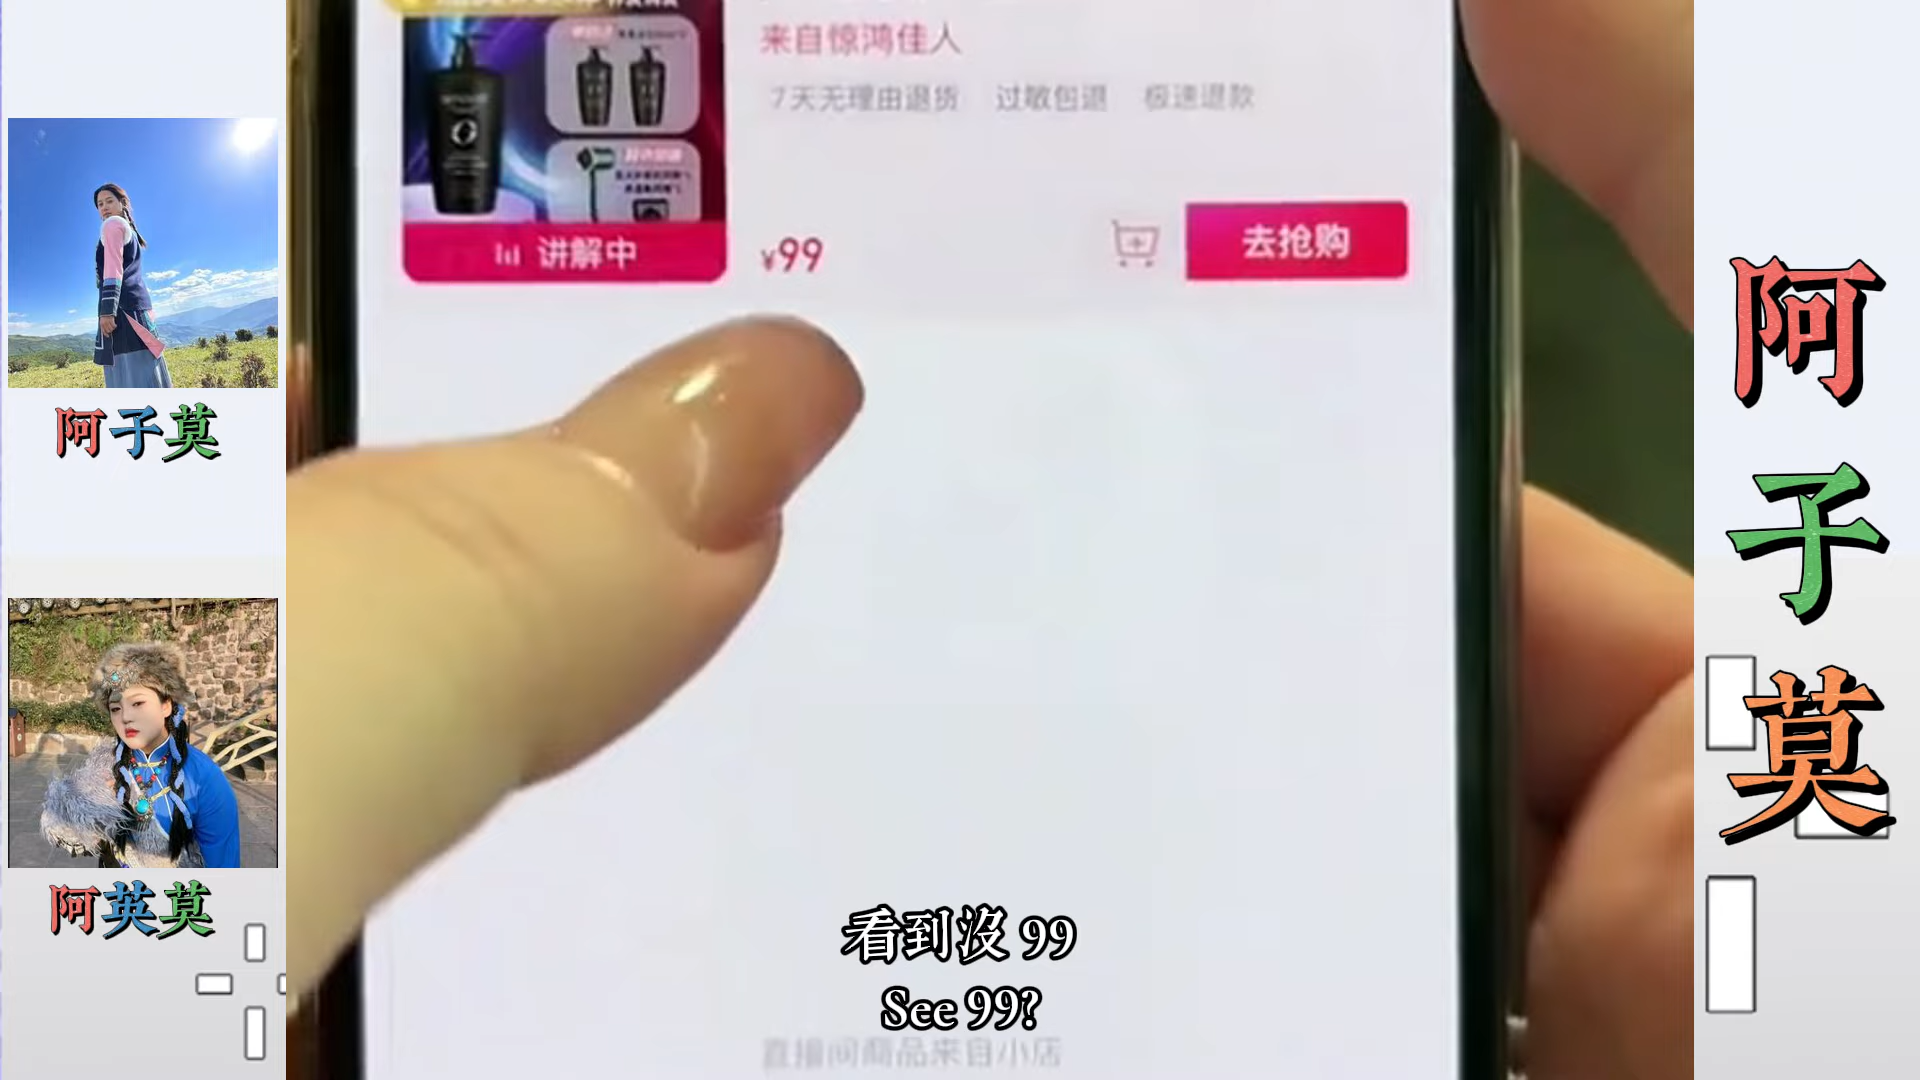 来自惊鸿佳人
7天无理由退货 过敏包退 极速退款
讲解中
¥99
去抢购
阿子莫
阿英莫
阿子莫
看到没 99
See 99?
直播间商品来自小店